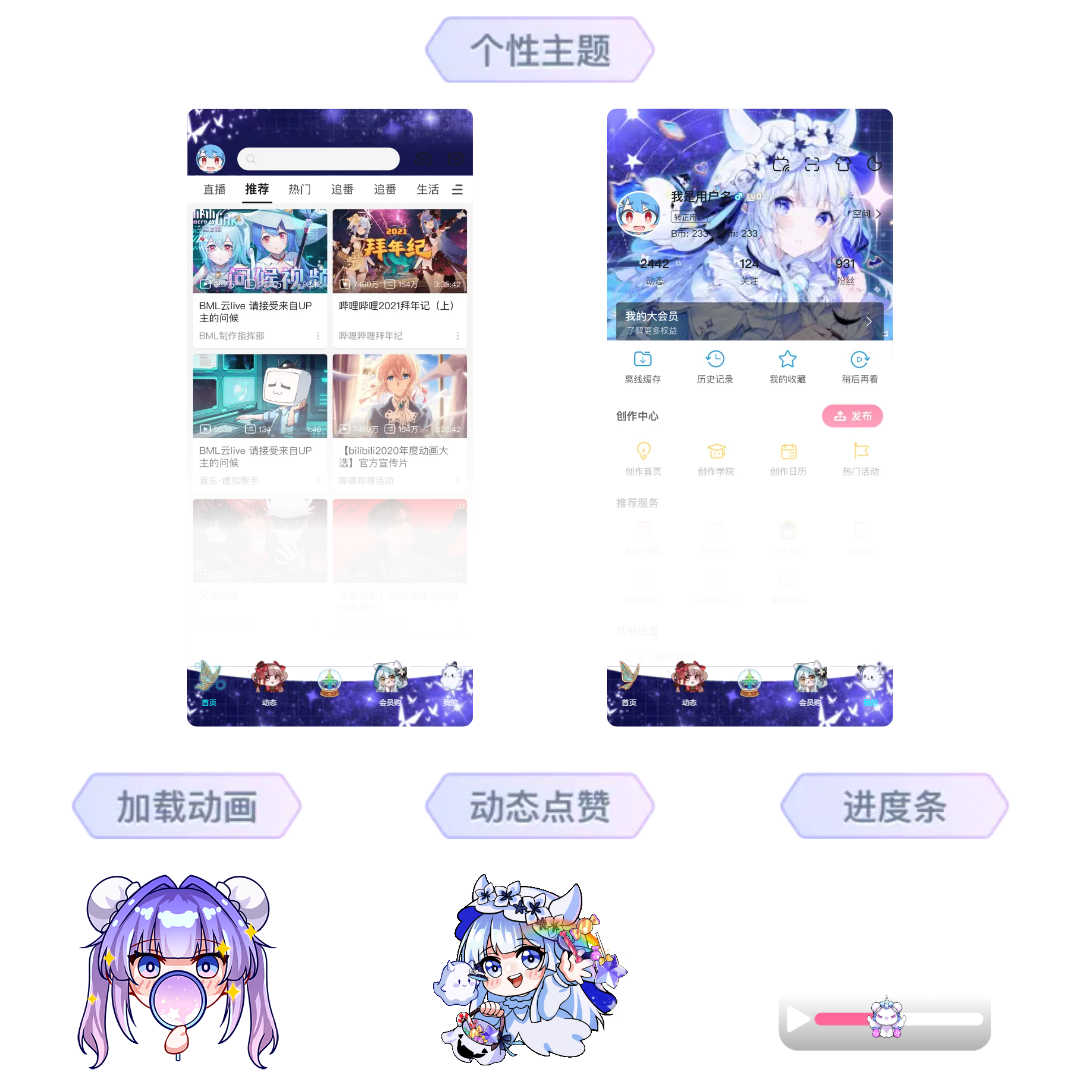 个性主题
直播 推荐 热门 追番 追番 生活
问候视频
2021
拜年纪
7480万 154万 3:35:42
BML云live 请接受来自UP
主的问候
BML制作指挥部
哔哩哔哩2021拜年记（上）
哔哩哔哩拜年纪
9639 134 1:46
7480万 154万 3:35:42
BML云live 请接受来自UP
主的问候
音乐·虚拟歌手
【bilibili2020年度动画大
选】官方宣传片
哔哩哔哩活动
首页 动态 会员购 我的
我是用户名
转正用户
空间
B币: 233 币: 233
2442 124 931
动态 关注 粉丝
我的大会员
了解更多权益
离线缓存 历史记录 我的收藏 稍后再看
创作中心 发布
创作首页 创作学院 创作日历 热门活动
推荐服务
首页 动态 会员购
加载动画 动态点赞 进度条